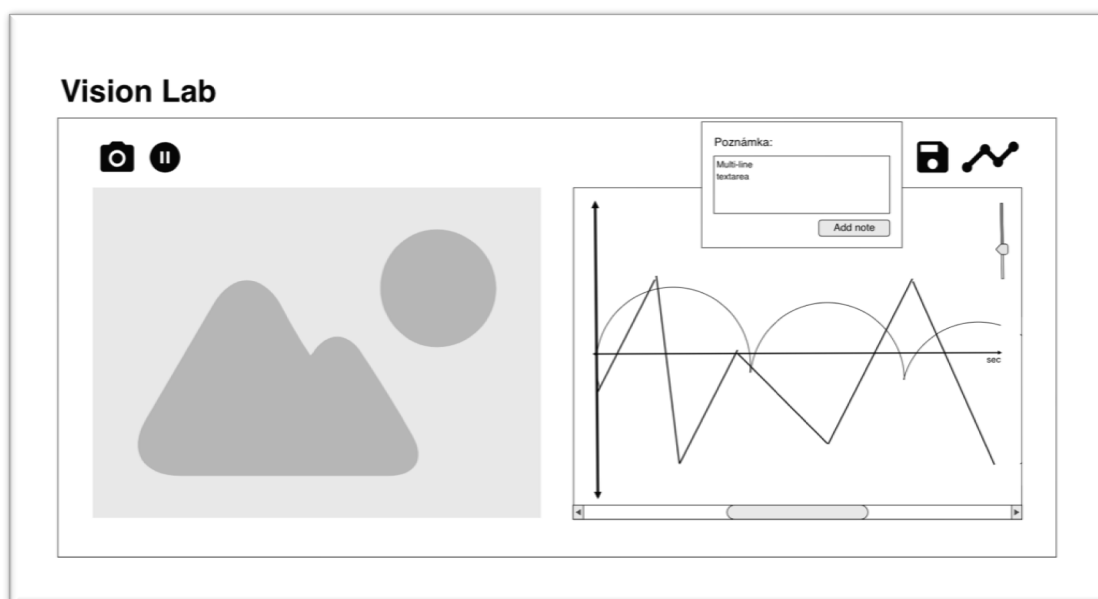 Vision Lab
Poznámka:
Multi-line
textarea
Add note
sec